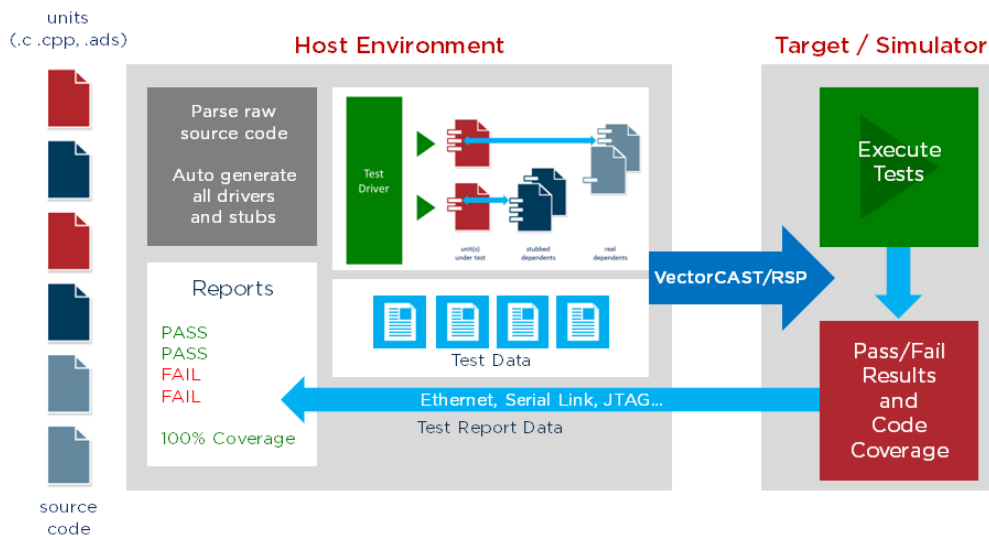 units
(.c .cpp, .ads)
Host Environment
Target / Simulator
Parse raw
source code
Auto generate
all drivers
and stubs
Test
Driver
unit(s)
under test
stubbed
dependents
real
dependents
Execute
Tests
VectorCAST/RSP
Reports
PASS
PASS
FAIL
FAIL
100% Coverage
Test Data
Ethernet, Serial Link, JTAG...
Test Report Data
Pass/Fail
Results
and
Code
Coverage
source
code